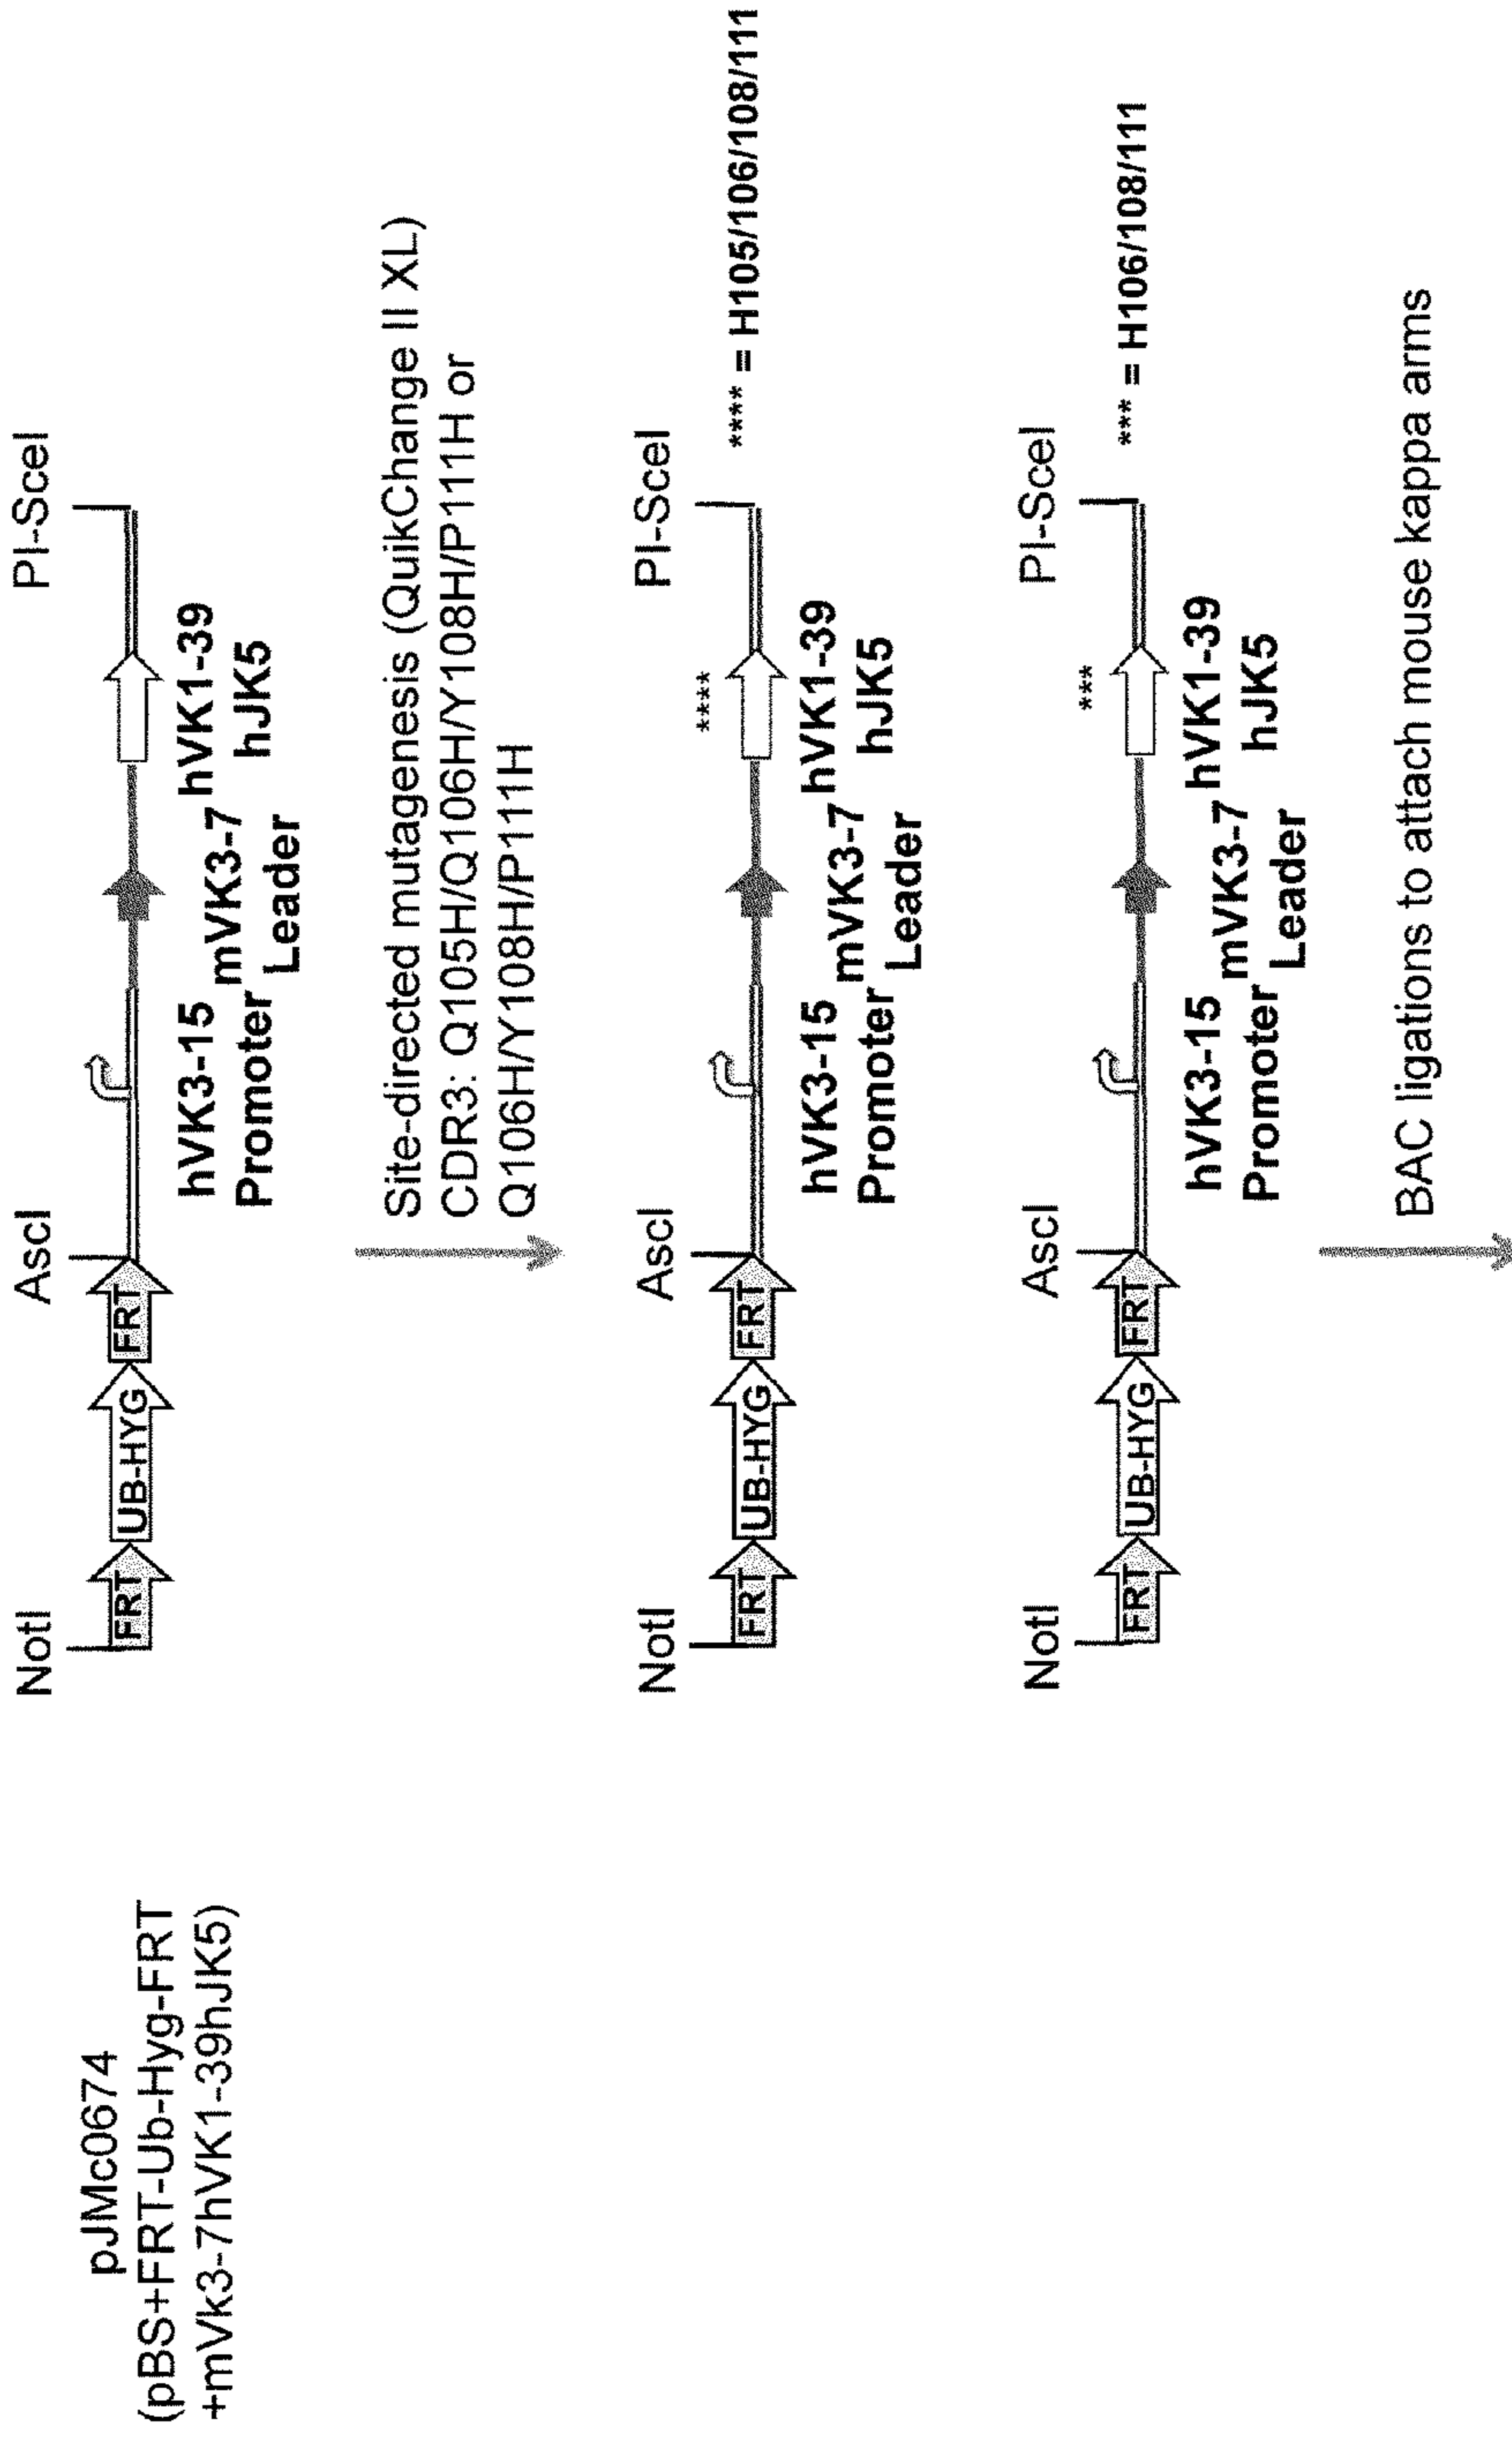 pJMc0674
(pBS+FRT-Ub-Hyg-FRT
+mVk3-7hVK1-39hJK5)
NotI AscI PI-SceI
FRT UB-HYG FRT
hVK3-15 mVK3-7 hVK1-39
Promoter Leader hJK5
Site-directed mutagenesis (QuikChange II XL)
CDR3: Q105H/Q106H/Y108H/P111H or
Q106H/Y108H/P111H
NotI AscI PI-SceI
****
**** = H105/106/108/111
FRT UB-HYG FRT
hVK3-15 mVK3-7 hVK1-39
Promoter Leader hJK5
NotI AscI PI-SceI
***
*** = H106/108/111
FRT UB-HYG FRT
hVK3-15 mVK3-7 hVK1-39
Promoter Leader hJK5
BAC ligations to attach mouse kappa arms